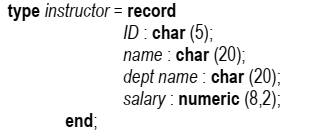 type instructor = record
ID : char (5);
name : char (20);
dept name : char (20);
salary : numeric (8,2);
end;